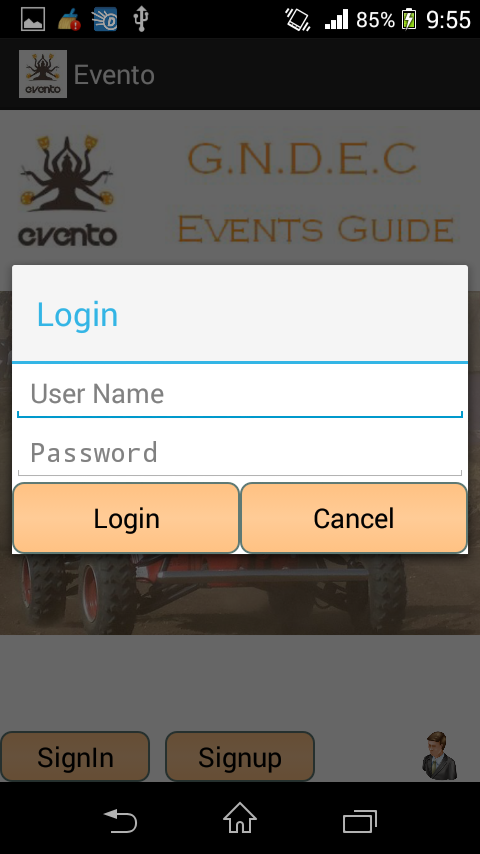 85% 9:55
evento Evento
G.N.D.E.C
evento EVENTS GUIDE
Login
User Name
Password
Login Cancel
SignIn Signup